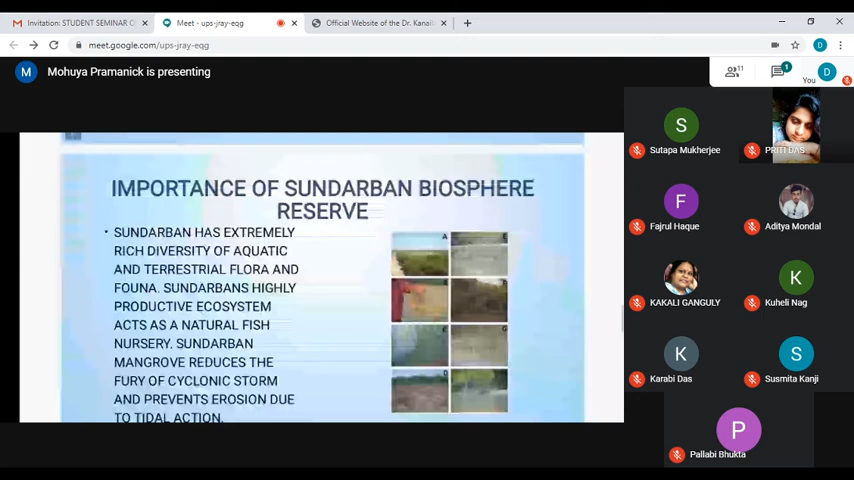 Invitation: STUDENT SEMINAR O
Meet - ups-jray-eqg
Official Website of the Dr. Kanail
meet.google.com/ups-jray-eqg
D
M
Mohuya Pramanick is presenting
11
1
D
You
IMPORTANCE OF SUNDARBAN BIOSPHERE
RESERVE
• SUNDARBAN HAS EXTREMELY
RICH DIVERSITY OF AQUATIC
AND TERRESTRIAL FLORA AND
FOUNA. SUNDARBANS HIGHLY
PRODUCTIVE ECOSYSTEM
ACTS AS A NATURAL FISH
NURSERY. SUNDARBAN
MANGROVE REDUCES THE
FURY OF CYCLONIC STORM
AND PREVENTS EROSION DUE
TO TIDAL ACTION.
A
E
D
G
S
Sutapa Mukherjee
PRITI DAS
F
Fajrul Haque
Aditya Mondal
KAKALI GANGULY
K
Kuheli Nag
K
Karabi Das
S
Susmita Kanji
P
Pallabi Bhukta